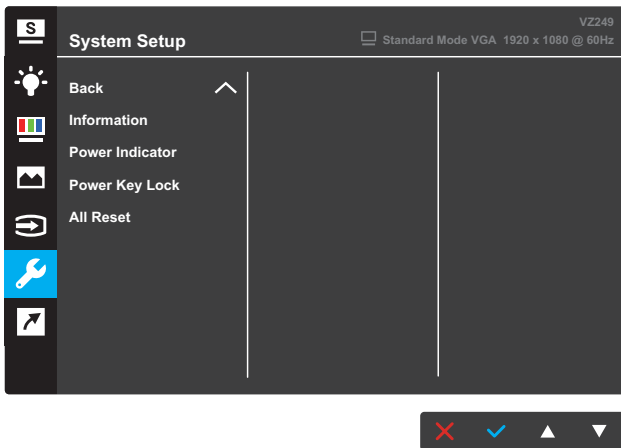 S
VZ249
System Setup
Standard Mode VGA 1920 x 1080 @ 60Hz
Back
Information
Power Indicator
Power Key Lock
All Reset